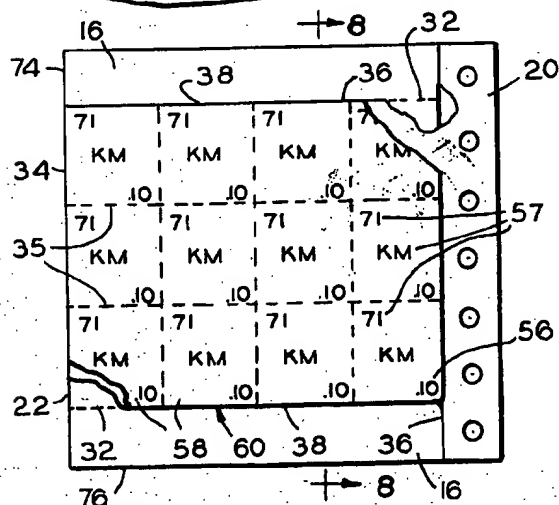 8
74 16 38 36 32 20
71 71 71 7
34 KM KM KM KM
.10 .10 .10 .10
35 71 71 71 71 57
KM KM KM KM
.10 .10 .10 .10
71 71 71 71
KM KM KM KM 56
22 .10 .10 .10 .10
32 58 60 38 36 16
76 8